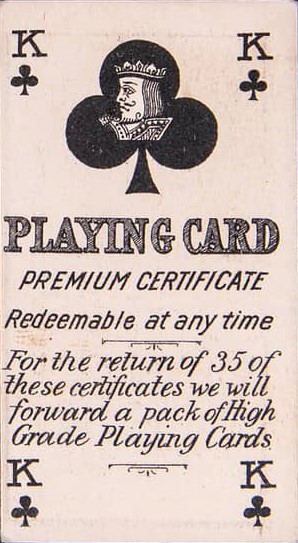 K K
PLAYING CARD
PREMIUM CERTIFICATE
Redeemable at any time
For the return of 35 of
these certificates we will
forward a pack of High
Grade Playing Cards
K K